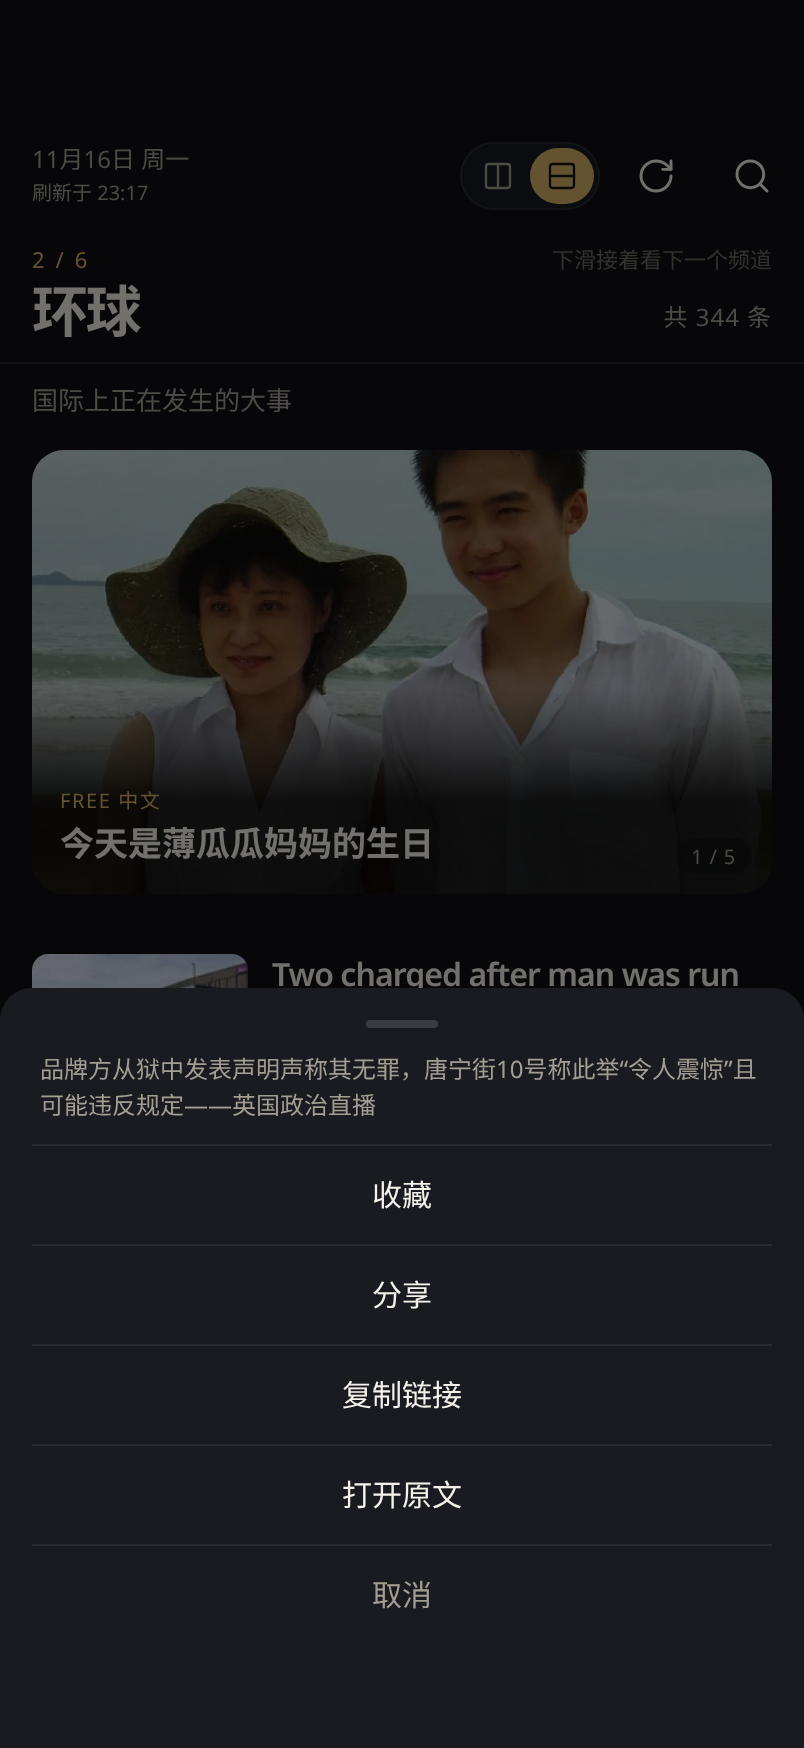 11月16日 周一
刷新于 23:17
2 / 6
下滑接着看下一个频道
环球
共 344 条
国际上正在发生的大事
FREE 中文
今天是薄瓜瓜妈妈的生日
1 / 5
Two charged after man was run
品牌方从狱中发表声明声称其无罪，唐宁街10号称此举“令人震惊”且
可能违反规定——英国政治直播
收藏
分享
复制链接
打开原文
取消